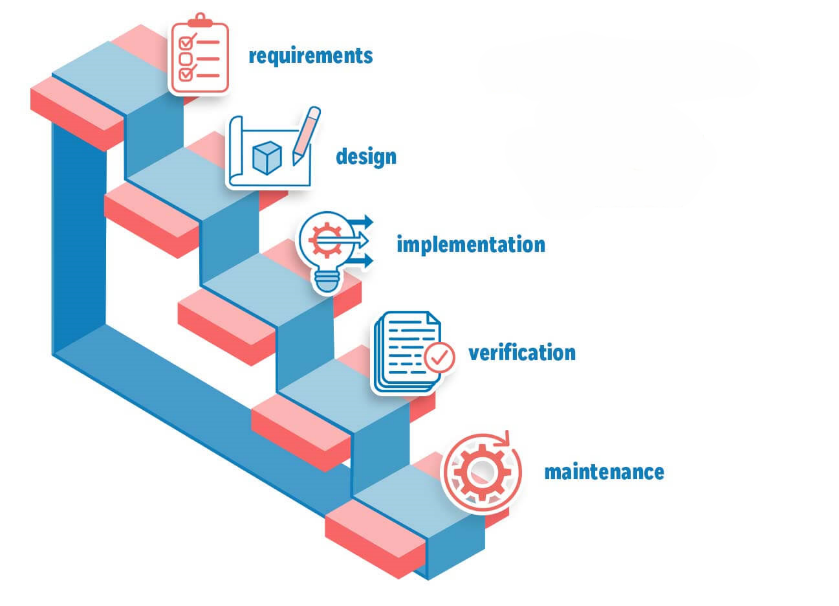 requirements
design
implementation
verification
maintenance